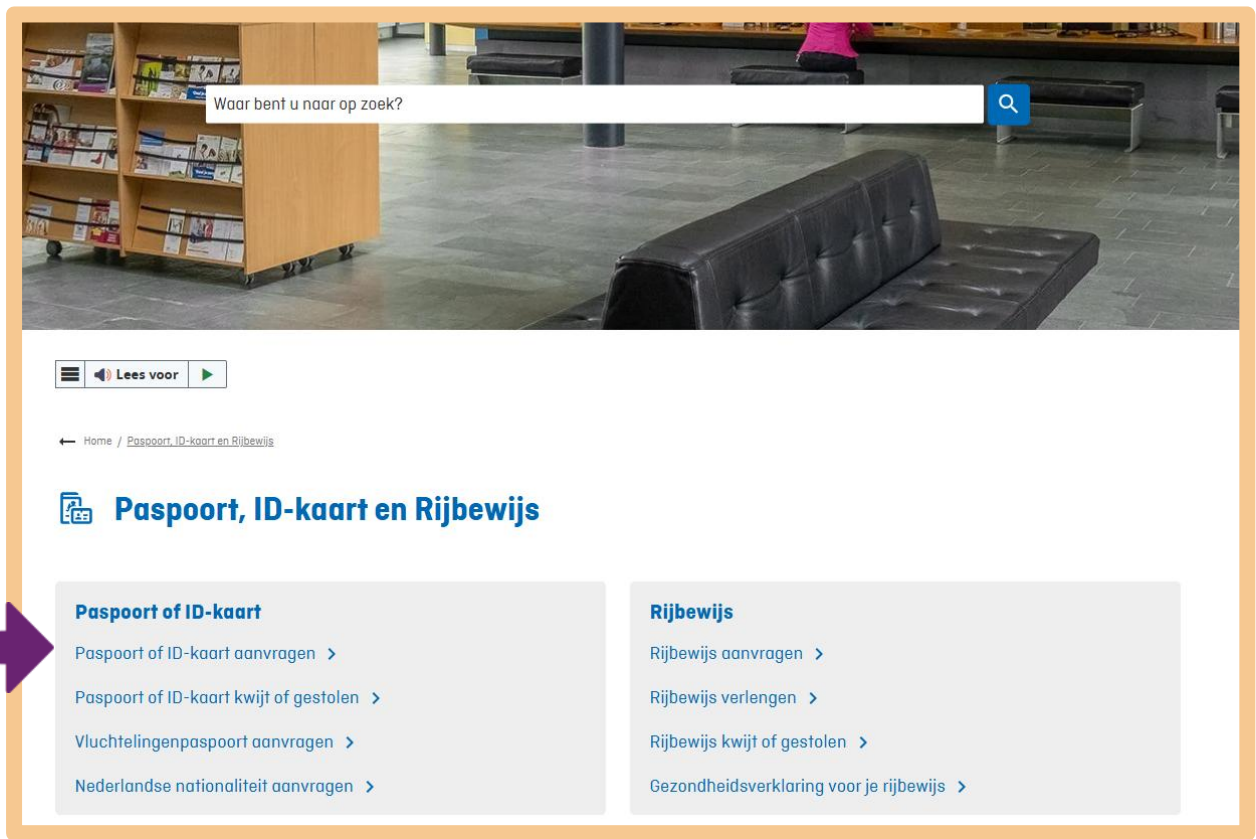 Waar bent u naar op zoek?
Lees voor
Home / Paspoort, ID-kaart en Rijbewijs
Paspoort, ID-kaart en Rijbewijs
Paspoort of ID-kaart
Paspoort of ID-kaart aanvragen
Paspoort of ID-kaart kwijt of gestolen
Vluchtelingenpaspoort aanvragen
Nederlandse nationaliteit aanvragen
Rijbewijs
Rijbewijs aanvragen
Rijbewijs verlengen
Rijbewijs kwijt of gestolen
Gezondheidsverklaring voor je rijbewijs